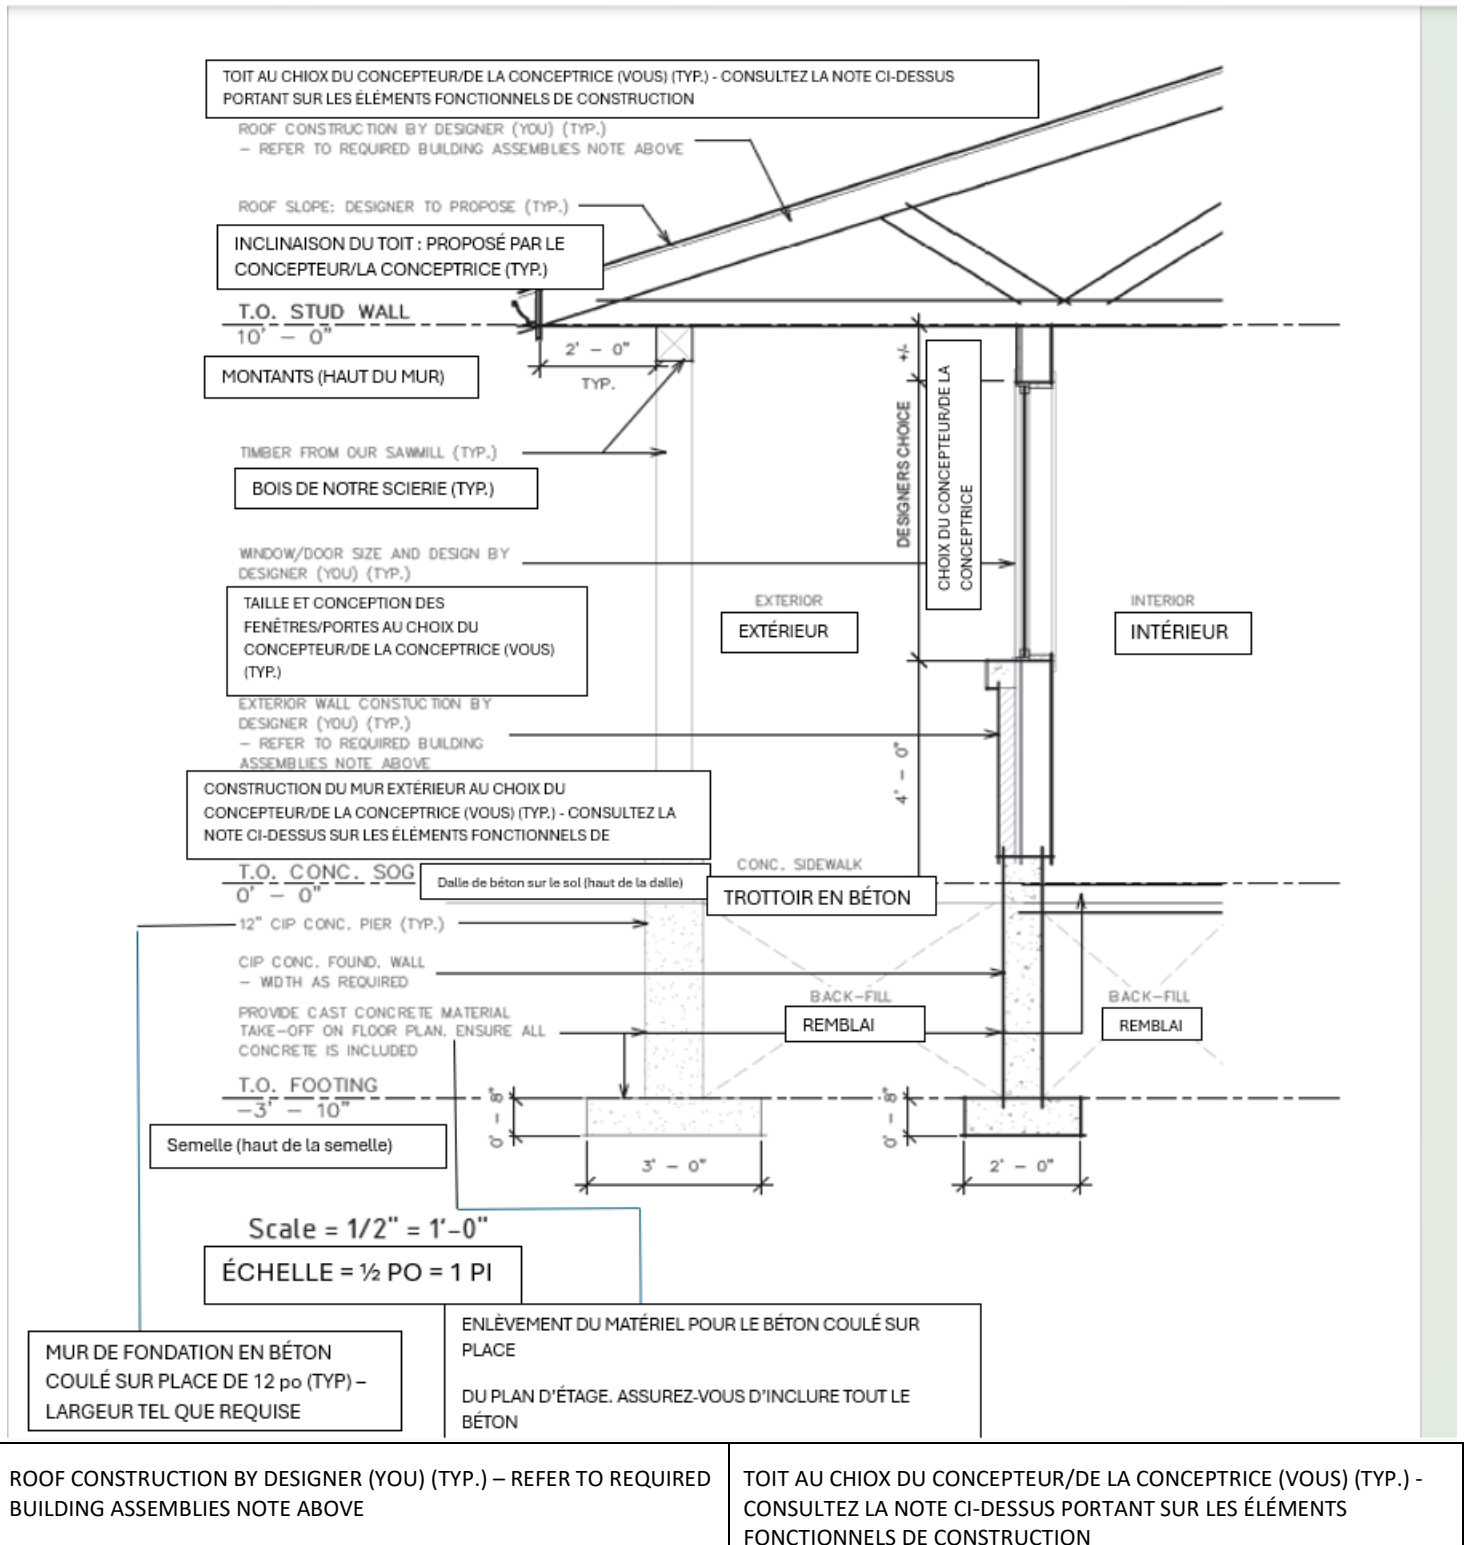 TOIT AU CHIOX DU CONCEPTEUR/DE LA CONCEPTRICE (VOUS) (TYP.) - CONSULTEZ LA NOTE CI-DESSUS
PORTANT SUR LES ÉLÉMENTS FONCTIONNELS DE CONSTRUCTION
ROOF CONSTRUCTION BY DESIGNER (YOU) (TYP.)
– REFER TO REQUIRED BUILDING ASSEMBLIES NOTE ABOVE
ROOF SLOPE: DESIGNER TO PROPOSE (TYP.)
INCLINAISON DU TOIT : PROPOSÉ PAR LE
CONCEPTEUR/LA CONCEPTRICE (TYP.)
T.O. STUD WALL
10' – 0"
2' – 0"
TYP.
MONTANTS (HAUT DU MUR)
+/-
DESIGNERS CHOICE
CHOIX DU CONCEPTEUR/DE LA
CONCEPTRICE
TIMBER FROM OUR SAWMILL (TYP.)
BOIS DE NOTRE SCIERIE (TYP.)
WINDOW/DOOR SIZE AND DESIGN BY
DESIGNER (YOU) (TYP.)
TAILLE ET CONCEPTION DES
FENÊTRES/PORTES AU CHOIX DU
CONCEPTEUR/DE LA CONCEPTRICE (VOUS)
(TYP.)
EXTERIOR
EXTÉRIEUR
INTERIOR
INTÉRIEUR
EXTERIOR WALL CONSTUCTION BY
DESIGNER (YOU) (TYP.)
– REFER TO REQUIRED BUILDING
ASSEMBLIES NOTE ABOVE
4' – 0"
CONSTRUCTION DU MUR EXTÉRIEUR AU CHOIX DU
CONCEPTEUR/DE LA CONCEPTRICE (VOUS) (TYP.) - CONSULTEZ LA
NOTE CI-DESSUS SUR LES ÉLÉMENTS FONCTIONNELS DE
T.O. CONC. SOG
0' – 0"
Dalle de béton sur le sol (haut de la dalle)
CONC. SIDEWALK
TROTTOIR EN BÉTON
12" CIP CONC. PIER (TYP.)
CIP CONC. FOUND. WALL
– WIDTH AS REQUIRED
PROVIDE CAST CONCRETE MATERIAL
TAKE-OFF ON FLOOR PLAN. ENSURE ALL
CONCRETE IS INCLUDED
BACK-FILL
REMBLAI
BACK-FILL
REMBLAI
T.O. FOOTING
-3' – 10"
0' – 8"
0' – 8"
Semelle (haut de la semelle)
3' – 0"
2' – 0"
Scale = 1/2" = 1'-0"
ÉCHELLE = ½ PO = 1 PI
MUR DE FONDATION EN BÉTON
COULÉ SUR PLACE DE 12 po (TYP) –
LARGEUR TEL QUE REQUISE
ENLÈVEMENT DU MATÉRIEL POUR LE BÉTON COULÉ SUR
PLACE
DU PLAN D'ÉTAGE. ASSUREZ-VOUS D'INCLURE TOUT LE
BÉTON
ROOF CONSTRUCTION BY DESIGNER (YOU) (TYP.) – REFER TO REQUIRED
BUILDING ASSEMBLIES NOTE ABOVE
TOIT AU CHIOX DU CONCEPTEUR/DE LA CONCEPTRICE (VOUS) (TYP.) -
CONSULTEZ LA NOTE CI-DESSUS PORTANT SUR LES ÉLÉMENTS
FONCTIONNELS DE CONSTRUCTION